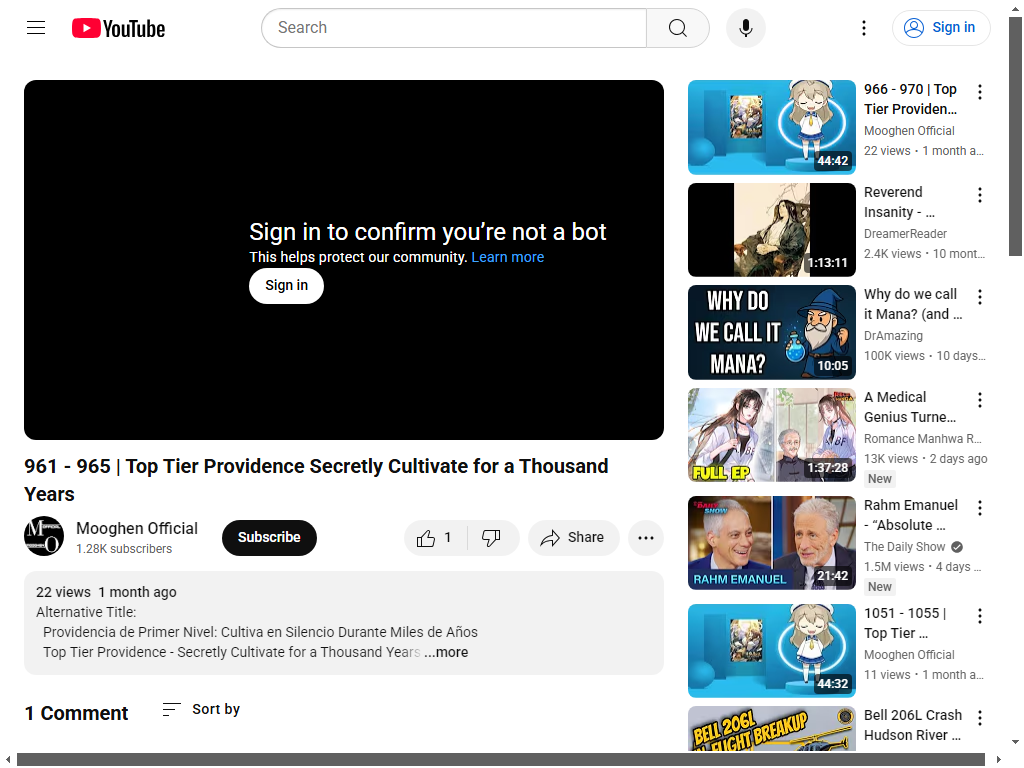 YouTube
Search
Sign in
Sign in to confirm you're not a bot
This helps protect our community. Learn more
Sign in
961 - 965 | Top Tier Providence Secretly Cultivate for a Thousand
Years
Mooghen Official
1.28K subscribers
Subscribe
1
Share
22 views 1 month ago
Alternative Title:
Providencia de Primer Nivel: Cultiva en Silencio Durante Miles de Años
Top Tier Providence - Secretly Cultivate for a Thousand Years ...more
1 Comment
Sort by
44:42
966 - 970 | Top
Tier Providen...
Mooghen Official
22 views • 1 month a...
1:13:11
Reverend
Insanity - ...
DreamerReader
2.4K views • 10 mont...
WHY DO
WE CALL IT
MANA?
10:05
Why do we call
it Mana? (and ...
DrAmazing
100K views • 10 days...
FULL EP
1:37:28
A Medical
Genius Turne...
Romance Manhwa R...
13K views • 2 days ago
New
RAHM EMANUEL
21:42
Rahm Emanuel
- “Absolute ...
The Daily Show
1.5M views • 4 days ...
New
44:32
1051 - 1055 |
Top Tier ...
Mooghen Official
11 views • 1 month a...
BELL 206L
IN-FLIGHT BREAKUP
Bell 206L Crash
Hudson River ...